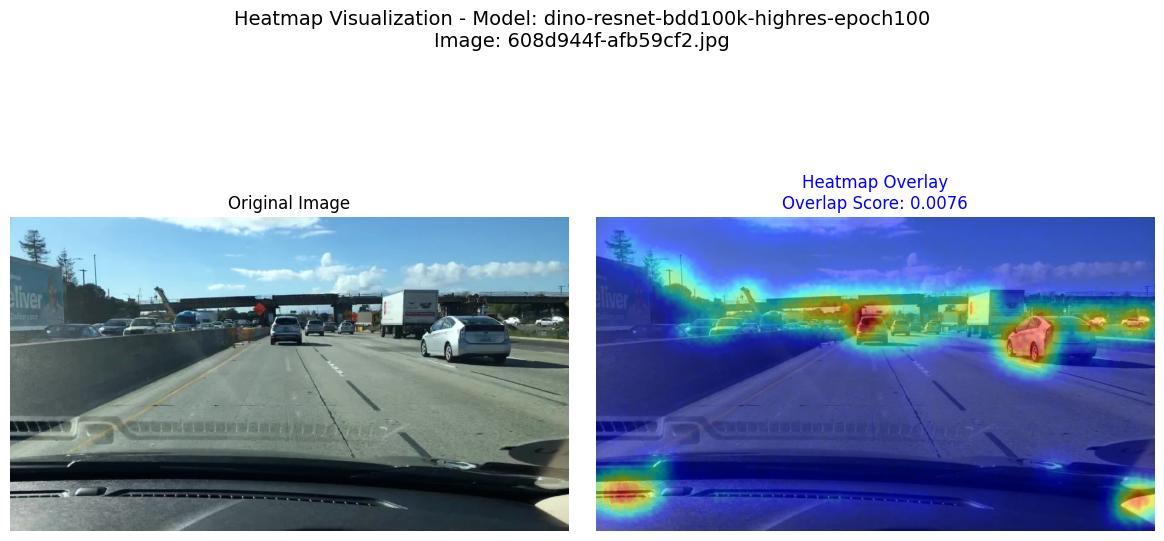 Heatmap Visualization - Model: dino-resnet-bdd100k-highres-epoch100
Image: 608d944f-afb59cf2.jpg
Original Image
Heatmap Overlay
Overlap Score: 0.0076
eliver